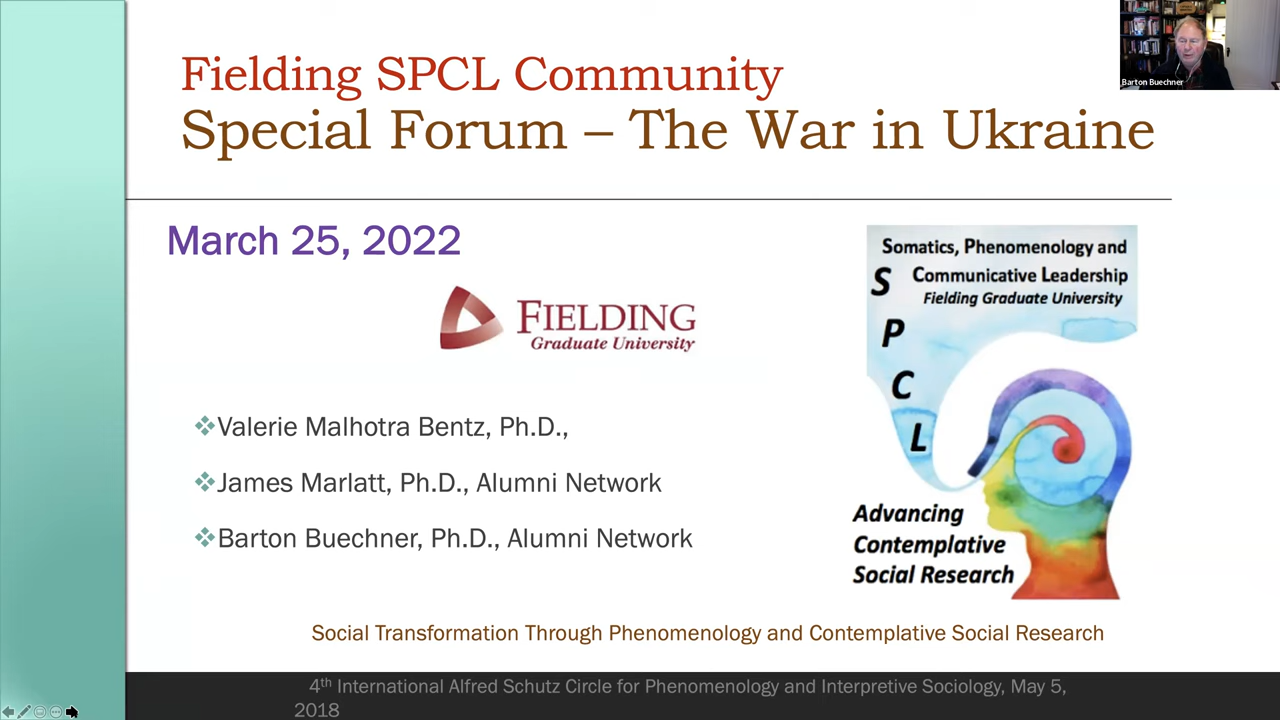 Fielding SPCL Community
Special Forum – The War in Ukraine
Barton Buechner
March 25, 2022
FIELDING
Graduate University
Somatics, Phenomenology and
Communicative Leadership
Fielding Graduate University
S
P
C
L
Advancing
Contemplative
Social Research
Valerie Malhotra Bentz, Ph.D.,
James Marlatt, Ph.D., Alumni Network
Barton Buechner, Ph.D., Alumni Network
Social Transformation Through Phenomenology and Contemplative Social Research
4th International Alfred Schutz Circle for Phenomenology and Interpretive Sociology, May 5,
2018